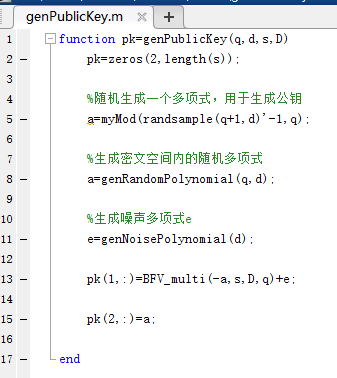 genPublicKey.m
1 function pk=genPublicKey(q,d,s,D)
2 pk=zeros(2,length(s));
3
4 %随机生成一个多项式，用于生成公钥
5 a=myMod(randsample(q+1,d)'-1,q);
6
7 %生成密文空间内的随机多项式
8 a=genRandomPolynomial(q,d);
9
10 %生成噪声多项式e
11 e=genNoisePolynomial(d);
12
13 pk(1,:)=BFV_multi(-a,s,D,q)+e;
14
15 pk(2,:)=a;
16
17 end